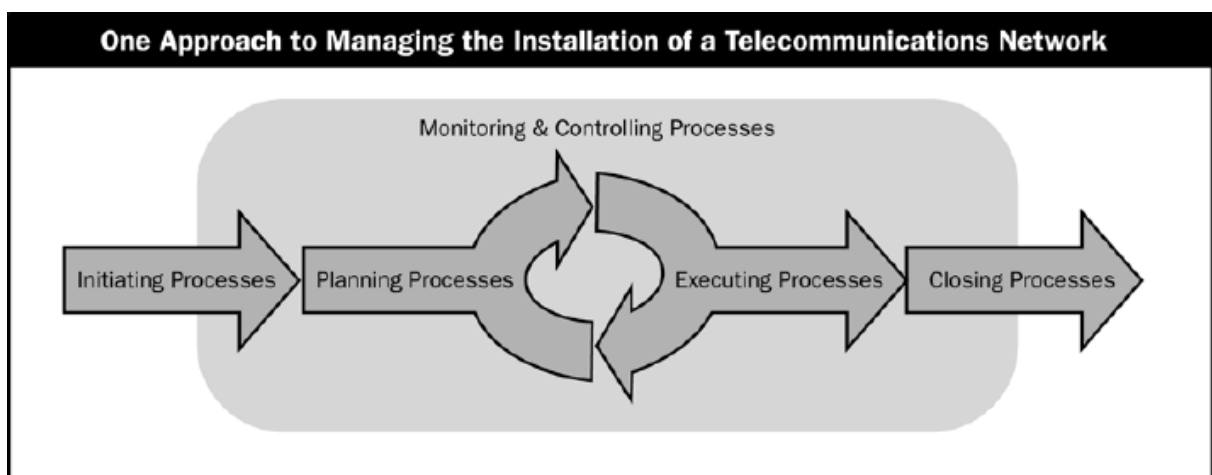 One Approach to Managing the Installation of a Telecommunications Network
Monitoring & Controlling Processes
Initiating Processes
Planning Processes
Executing Processes
Closing Processes